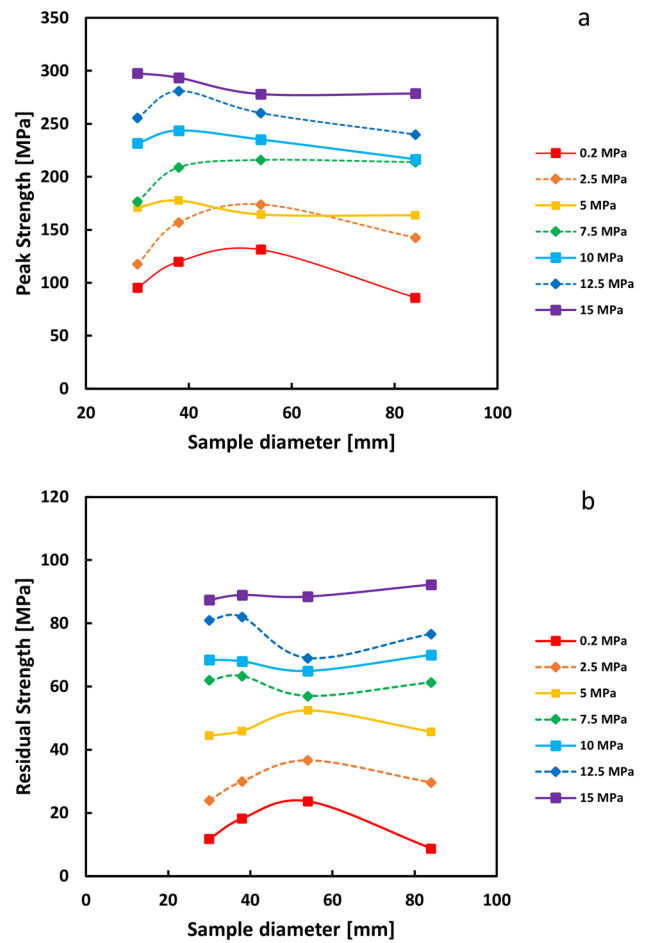 a
350
300
250
200
150
100
50
0
Peak Strength [MPa]
20 40 60 80 100
Sample diameter [mm]
0.2 MPa
2.5 MPa
5 MPa
7.5 MPa
10 MPa
12.5 MPa
15 MPa
b
120
100
80
60
40
20
0
Residual Strength [MPa]
0 20 40 60 80 100
Sample diameter [mm]
0.2 MPa
2.5 MPa
5 MPa
7.5 MPa
10 MPa
12.5 MPa
15 MPa